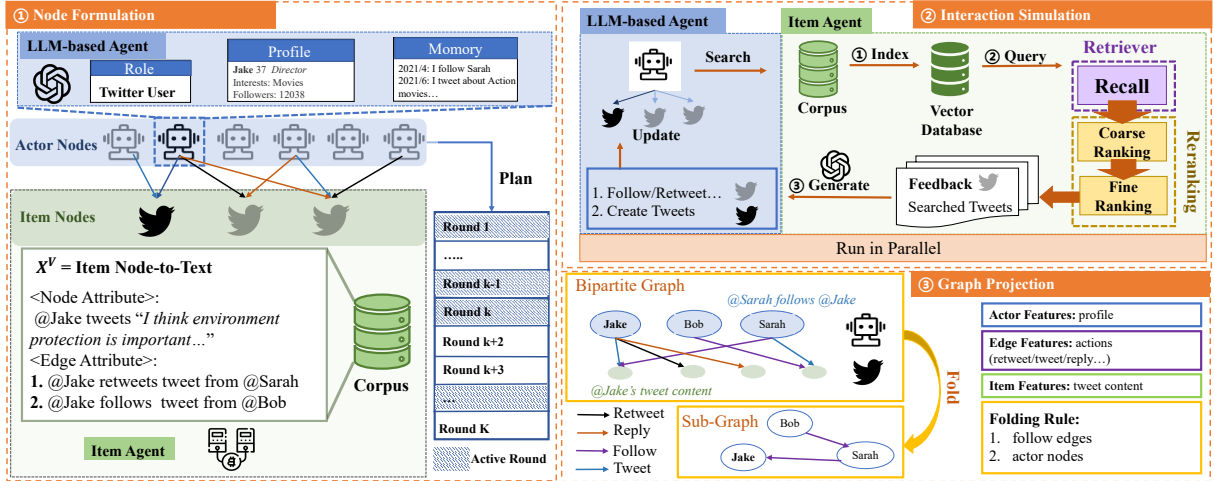 ① Node Formulation
LLM-based Agent
Role
Twitter User
Profile
Jake 37 Director
Interests: Movies
Followers: 12038
Momory
2021/4: I follow Sarah
2021/6: I tweet about Action
movies…
Actor Nodes
Item Nodes
X^V = Item Node-to-Text
<Node Attribute>:
@Jake tweets “I think environment
protection is important…”
<Edge Attribute>:
1. @Jake retweets tweet from @Sarah
2. @Jake follows tweet from @Bob
Corpus
Item Agent
Plan
Round 1
…..
Round k-1
Round k
Round k+2
Round k+3
…
Round K
Active Round
② Interaction Simulation
LLM-based Agent
Item Agent
Search
Update
1. Follow/Retweet…
2. Create Tweets
Corpus
① Index
Vector
Database
② Query
Retriever
Recall
Coarse
Ranking
Fine
Ranking
Reranking
Feedback
Searched Tweets
③ Generate
Run in Parallel
③ Graph Projection
Bipartite Graph
@Sarah follows @Jake
Jake
Bob
Sarah
@Jake's tweet content
Retweet
Reply
Follow
Tweet
Sub-Graph
Bob
Jake
Sarah
Fold
Actor Features: profile
Edge Features: actions
(retweet/tweet/reply…)
Item Features: tweet content
Folding Rule:
1. follow edges
2. actor nodes